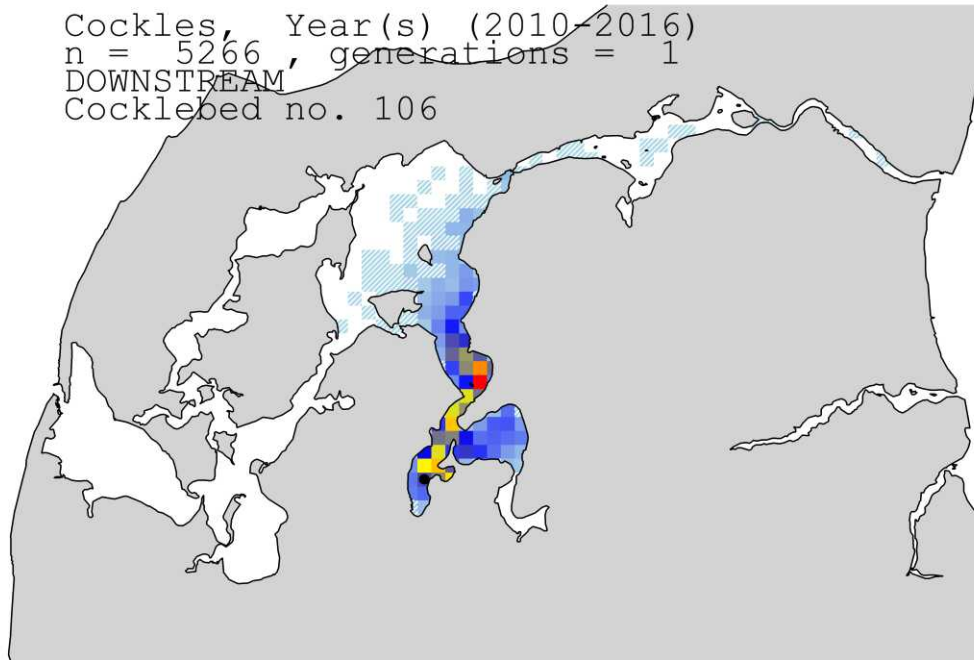 Cockles, Year(s) (2010-2016)
n = 5266 , generations = 1
DOWNSTREAM
Cocklebed no. 106